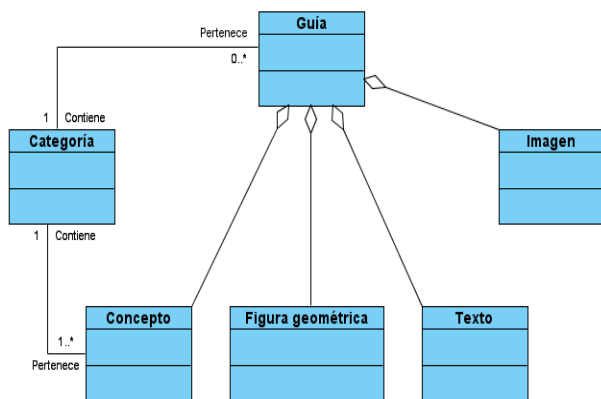 Guía
Pertenece
0..*
1 Contiene
Categoría
Imagen
1 Contiene
Concepto
Figura geométrica
Texto
1..*
Pertenece